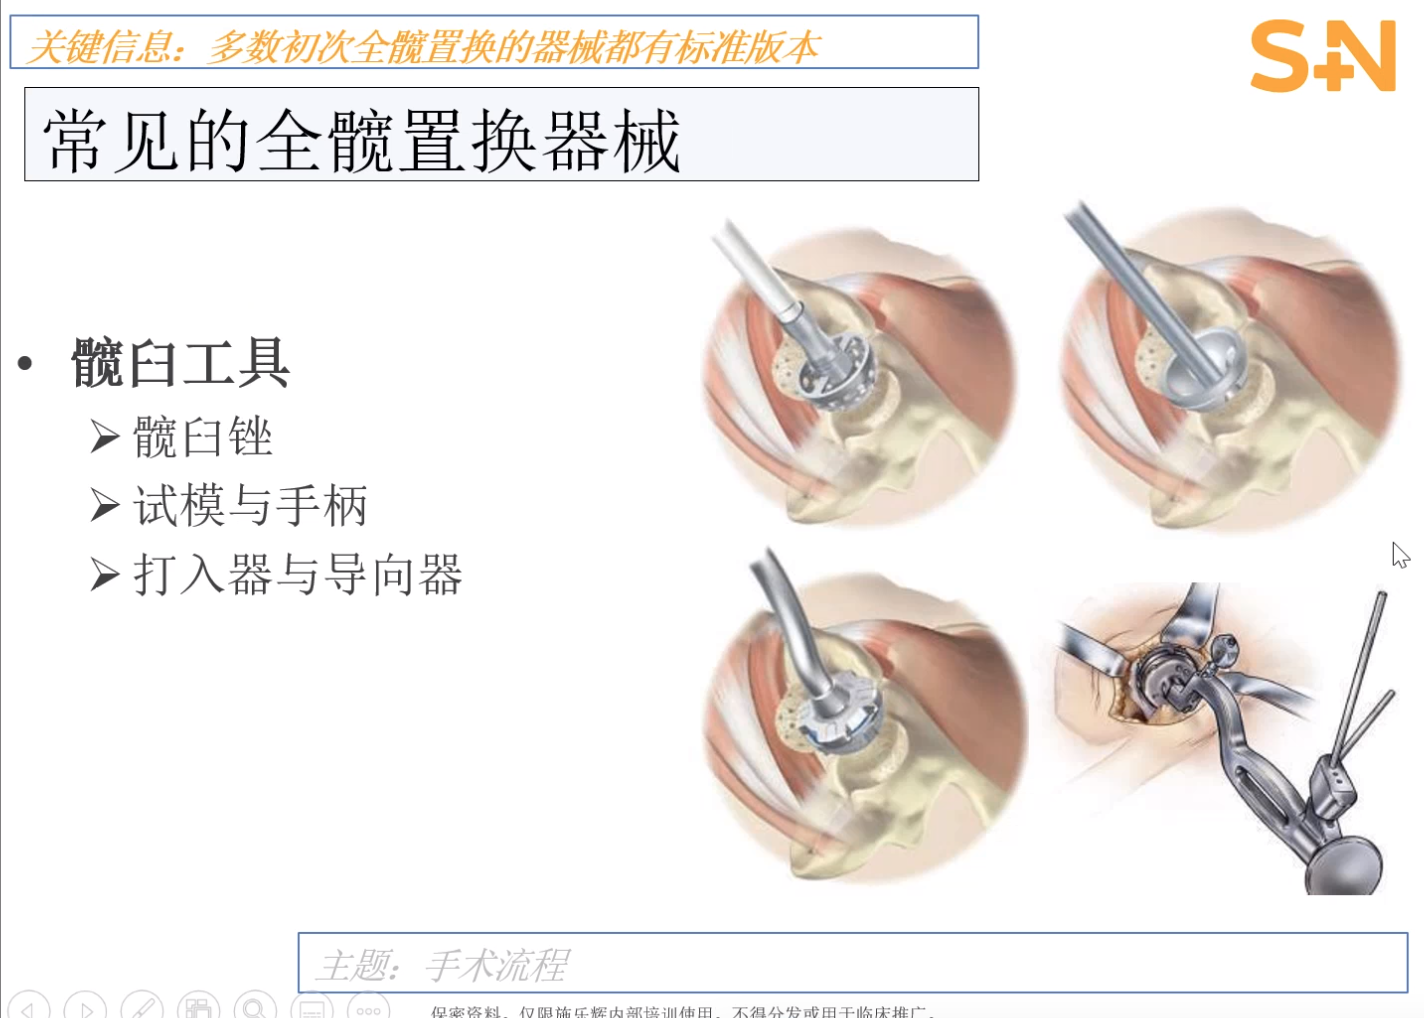 关键信息：多数初次全髋置换的器械都有标准版本
S+N
常见的全髋置换器械
• 髋臼工具
➢ 髋臼锉
➢ 试模与手柄
➢ 打入器与导向器
主题：手术流程
保密资料。仅限施乐辉内部培训使用。不得分发或用于临床推广。